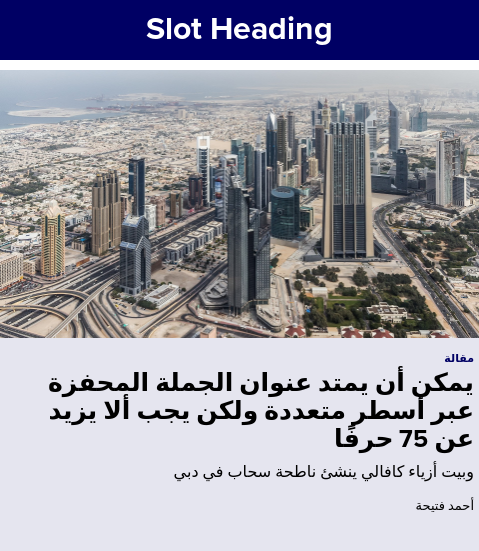 Slot Heading
مقالة
يمكن أن يمتد عنوان الجملة المحفزة
عبر أسطر متعددة ولكن يجب ألا يزيد
عن 75 حرفًا
وبيت أزياء كافالي ينشئ ناطحة سحاب في دبي
أحمد فتيحة